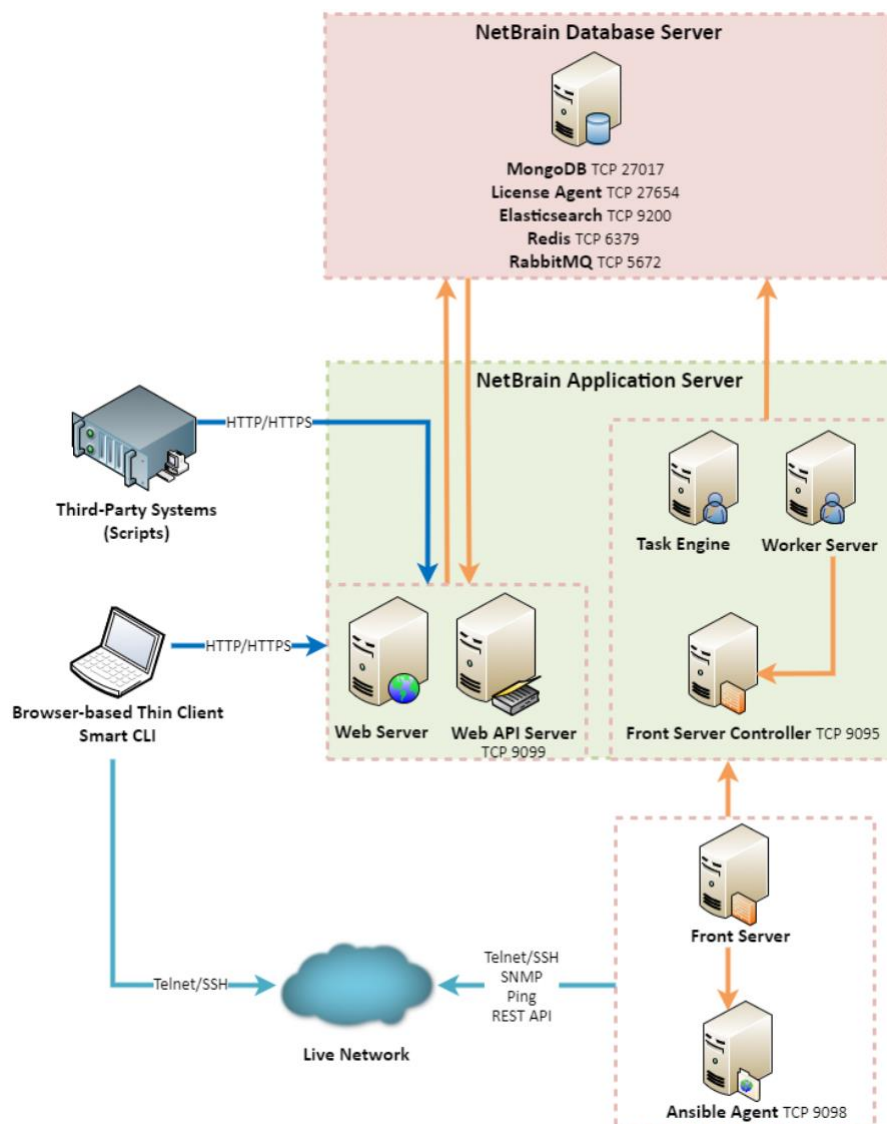 NetBrain Database Server
MongoDB TCP 27017
License Agent TCP 27654
Elasticsearch TCP 9200
Redis TCP 6379
RabbitMQ TCP 5672
NetBrain Application Server
HTTP/HTTPS
Third-Party Systems
(Scripts)
Task Engine
Worker Server
HTTP/HTTPS
Browser-based Thin Client
Smart CLI
Web Server
Web API Server
TCP 9099
Front Server Controller TCP 9095
Front Server
Telnet/SSH
Telnet/SSH
SNMP
Ping
REST API
Live Network
Ansible Agent TCP 9098